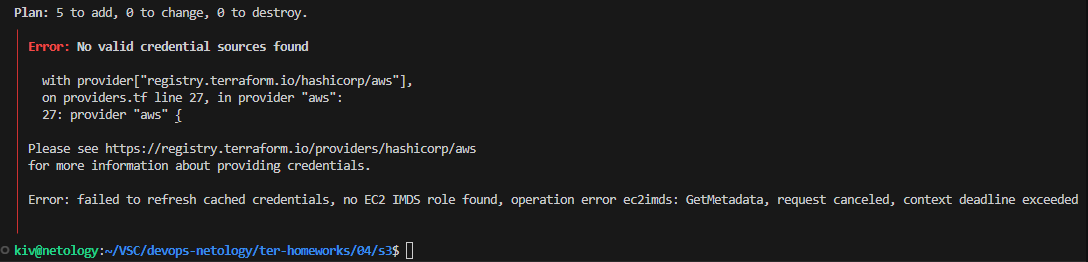 Plan: 5 to add, 0 to change, 0 to destroy.
Error: No valid credential sources found
with provider["registry.terraform.io/hashicorp/aws"],
on providers.tf line 27, in provider "aws":
27: provider "aws" {
Please see https://registry.terraform.io/providers/hashicorp/aws
for more information about providing credentials.
Error: failed to refresh cached credentials, no EC2 IMDS role found, operation error ec2imds: GetMetadata, request canceled, context deadline exceeded
kiv@netology:~/VSC/devops-netology/ter-homeworks/04/s3$